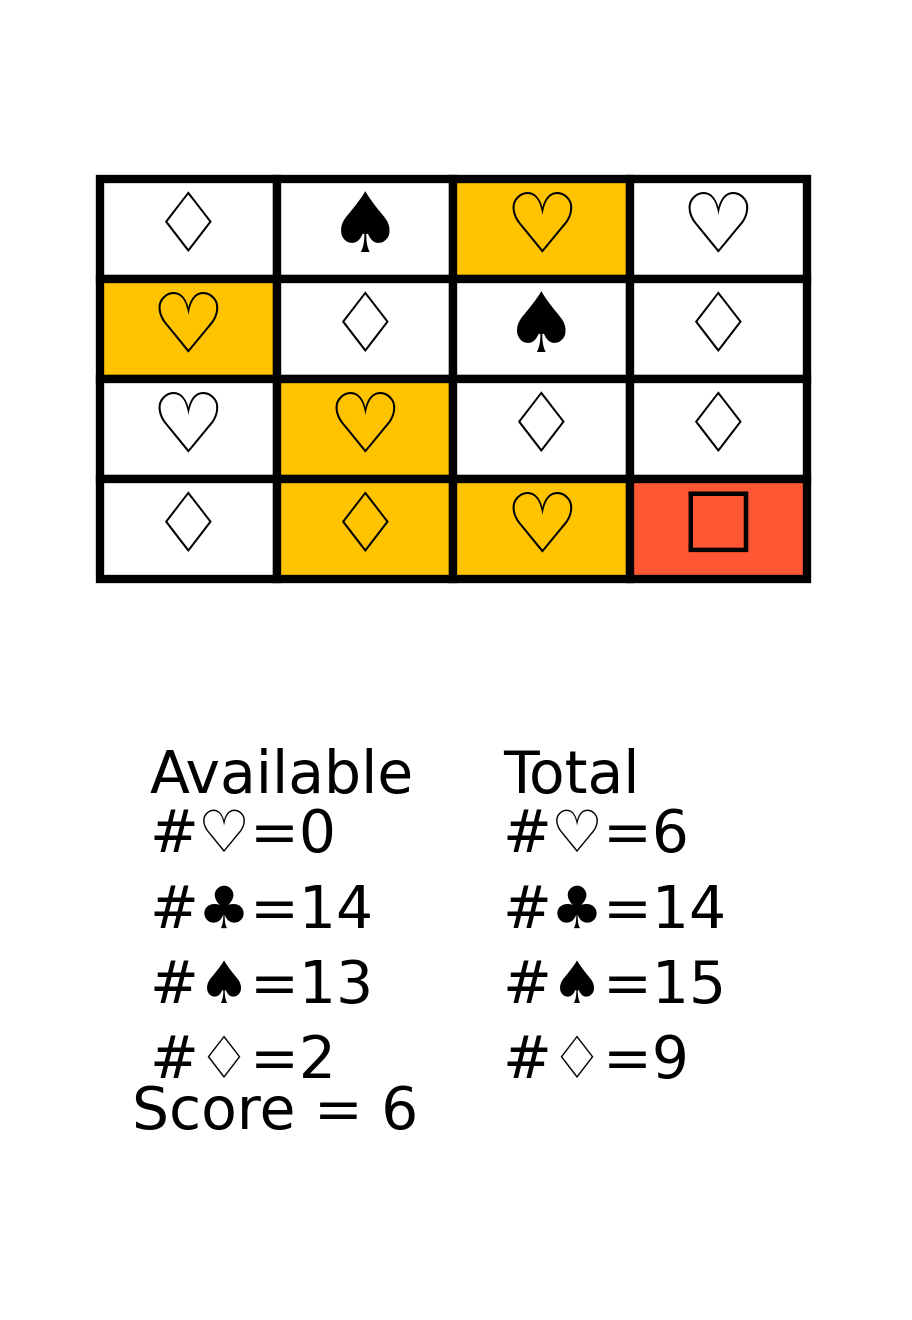 ♢ ♠ ♡ ♡
♡ ♢ ♠ ♢
♡ ♡ ♢ ♢
♢ ♢ ♡ □
Available Total
#♡=0 #♡=6
#♣=14 #♣=14
#♠=13 #♠=15
#♢=2 #♢=9
Score = 6